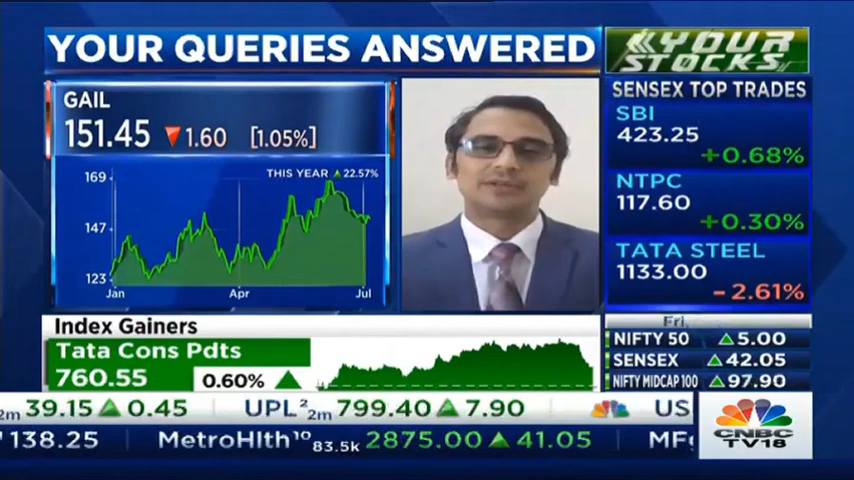 YOUR QUERIES ANSWERED
YOUR
STOCKS
GAIL
151.45 ▼1.60 [1.05%]
THIS YEAR ▲22.57%
169
147
123
Jan Apr Jul
SENSEX TOP TRADES
SBI
423.25
+0.68%
NTPC
117.60
+0.30%
TATA STEEL
1133.00
-2.61%
Index Gainers
Tata Cons Pdts
760.55 0.60% ▲
Fri,
NIFTY 50 ▲5.00
SENSEX ▲42.05
NIFTY MIDCAP 100 ▲97.90
2m 39.15 ▲0.45 UPL² 2m 799.40 ▲7.90 US
138.25 MetroHlth¹⁰ 83.5k 2875.00 ▲41.05
CNBC
TV18